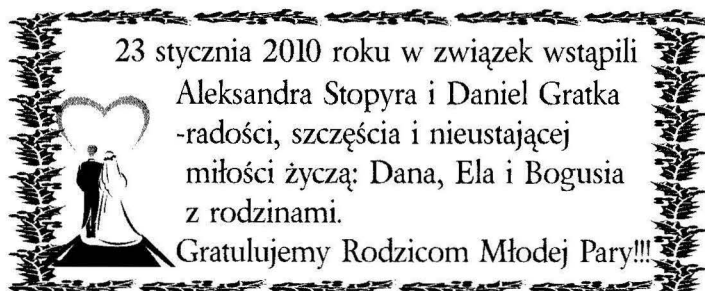 23 stycznia 2010 roku w związek wstąpili
Aleksandra Stopyra i Daniel Gratka
-radości, szczęścia i nieustającej
miłości życzą: Dana, Ela i Bogusia
z rodzinami.
Gratulujemy Rodzicom Młodej Pary!!!